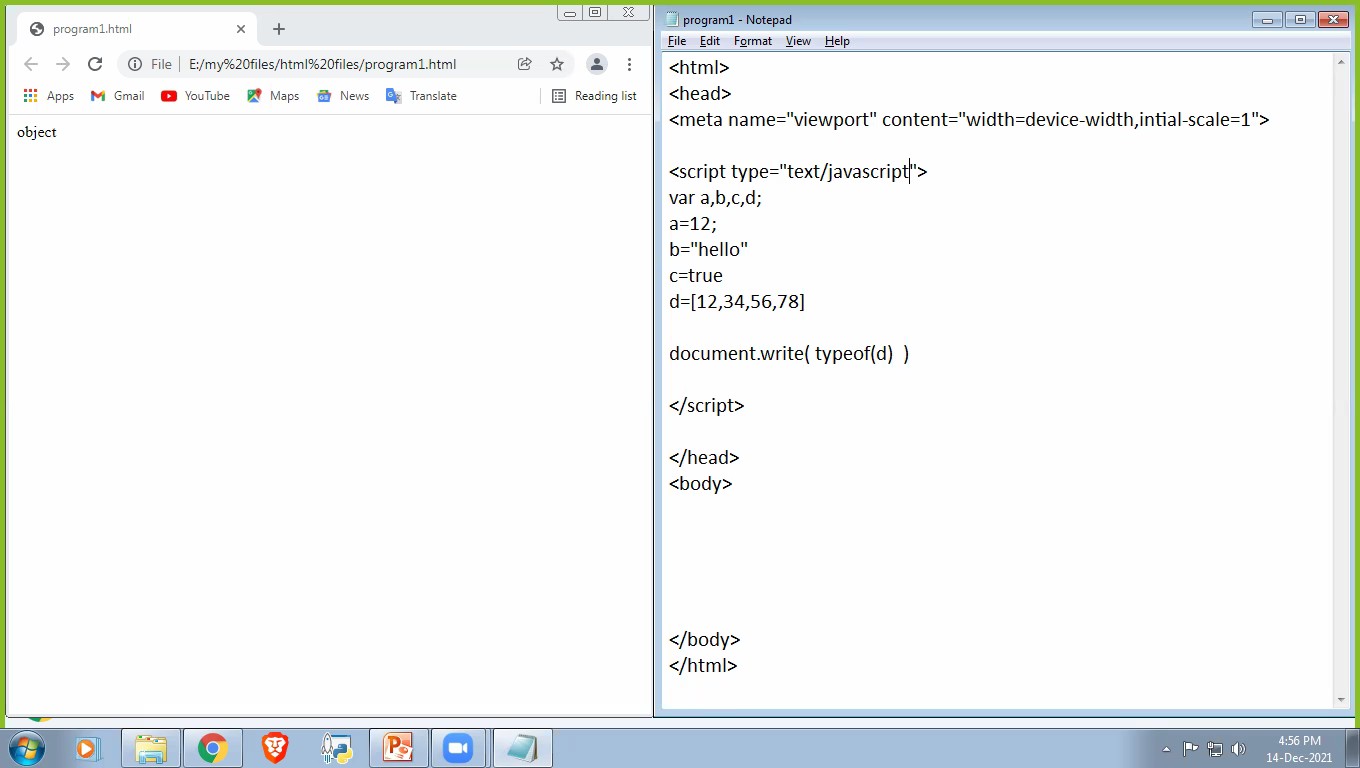 program1.html
File E:/my%20files/html%20files/program1.html
Apps Gmail YouTube Maps News Translate Reading list
object
program1 - Notepad
File Edit Format View Help
<html>
<head>
<meta name="viewport" content="width=device-width,intial-scale=1">
<script type="text/javascript">
var a,b,c,d;
a=12;
b="hello"
c=true
d=[12,34,56,78]
document.write( typeof(d)  )
</script>
</head>
<body>
</body>
</html>
4:56 PM
14-Dec-2021